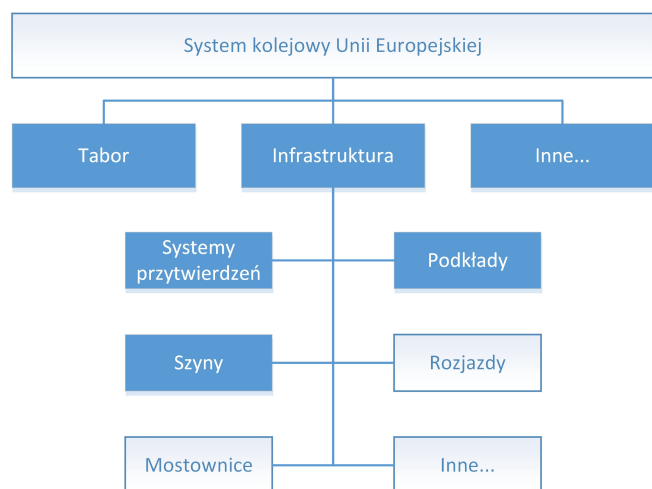 System kolejowy Unii Europejskiej
Tabor
Infrastruktura
Inne...
Systemy
przytwierdzeń
Podkłady
Szyny
Rozjazdy
Mostownice
Inne...